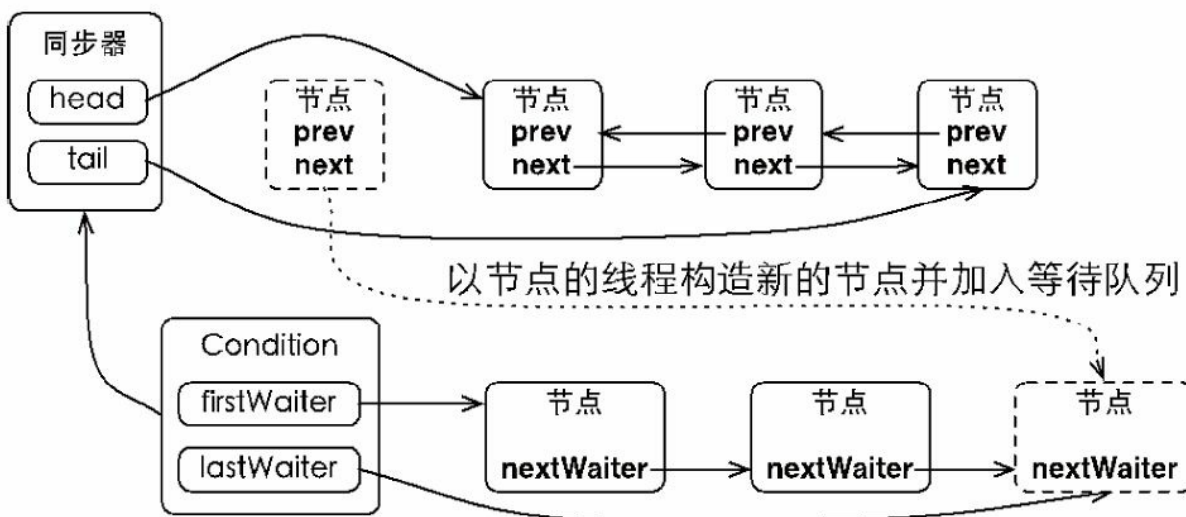 同步器
head
tail
节点
prev
next
节点
prev
next
节点
prev
next
节点
prev
next
以节点的线程构造新的节点并加入等待队列
Condition
firstWaiter
lastWaiter
节点
nextWaiter
节点
nextWaiter
节点
nextWaiter